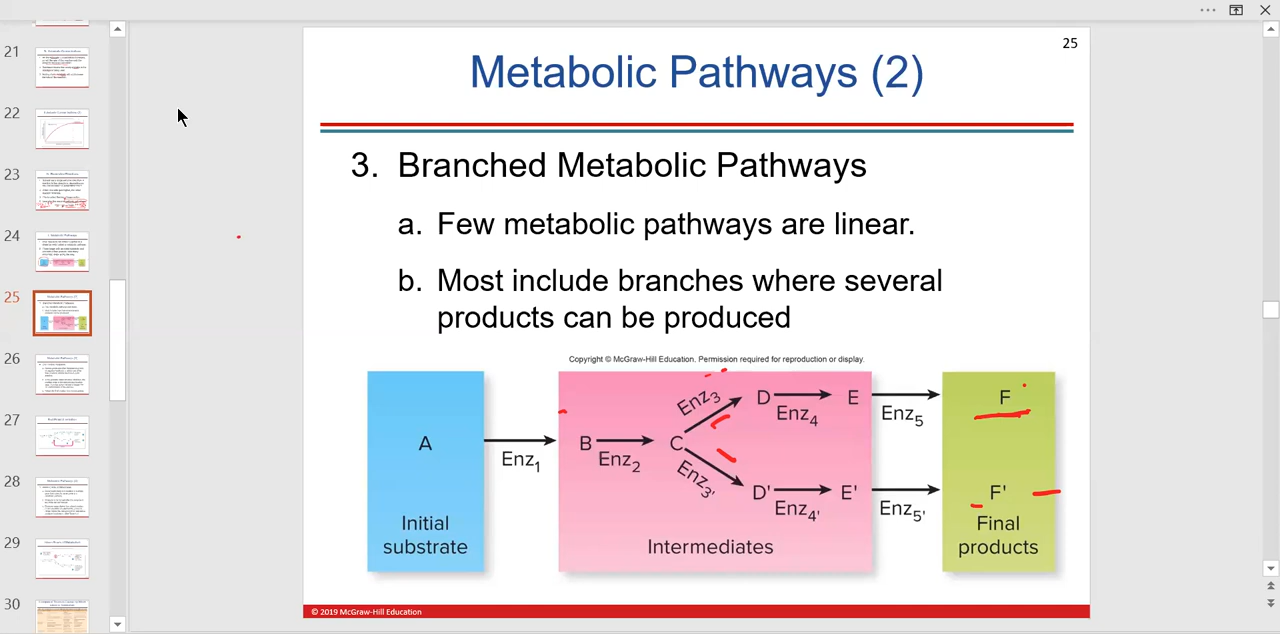 25
Metabolic Pathways (2)
3. Branched Metabolic Pathways
a. Few metabolic pathways are linear.
b. Most include branches where several
products can be produced
Copyright © McGraw-Hill Education. Permission required for reproduction or display.
A
Enz1
B
Enz2
C
Enz3
D
Enz4
E
Enz5
F
Enz3'
D'
Enz4'
E'
Enz5'
F'
Initial
substrate
Intermediates
Final
products
© 2019 McGraw-Hill Education
21
22
23
24
25
26
27
28
29
30